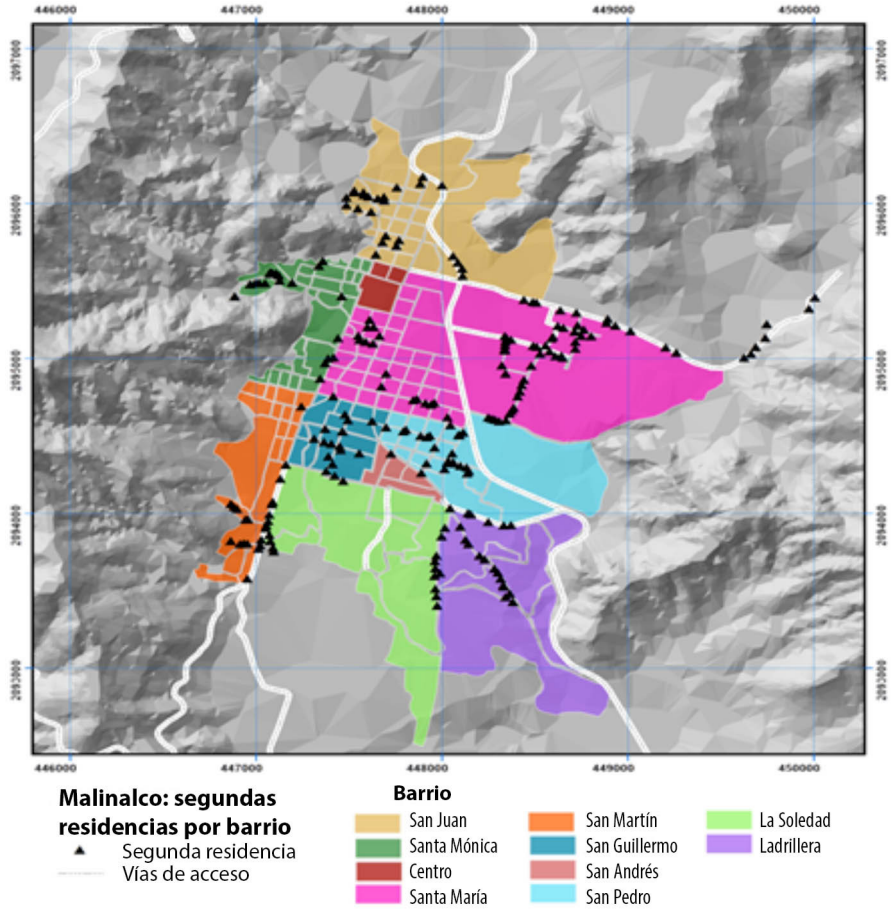 446000 447000 448000 449000 450000
2097000 2097000
2096000 2096000
2095000 2095000
2094000 2094000
2093000 2093000
446000 447000 448000 449000 450000
Malinalco: segundas
residencias por barrio
Segunda residencia
Vías de acceso
Barrio
San Juan
Santa Mónica
Centro
Santa María
San Martín
San Guillermo
San Andrés
San Pedro
La Soledad
Ladrillera